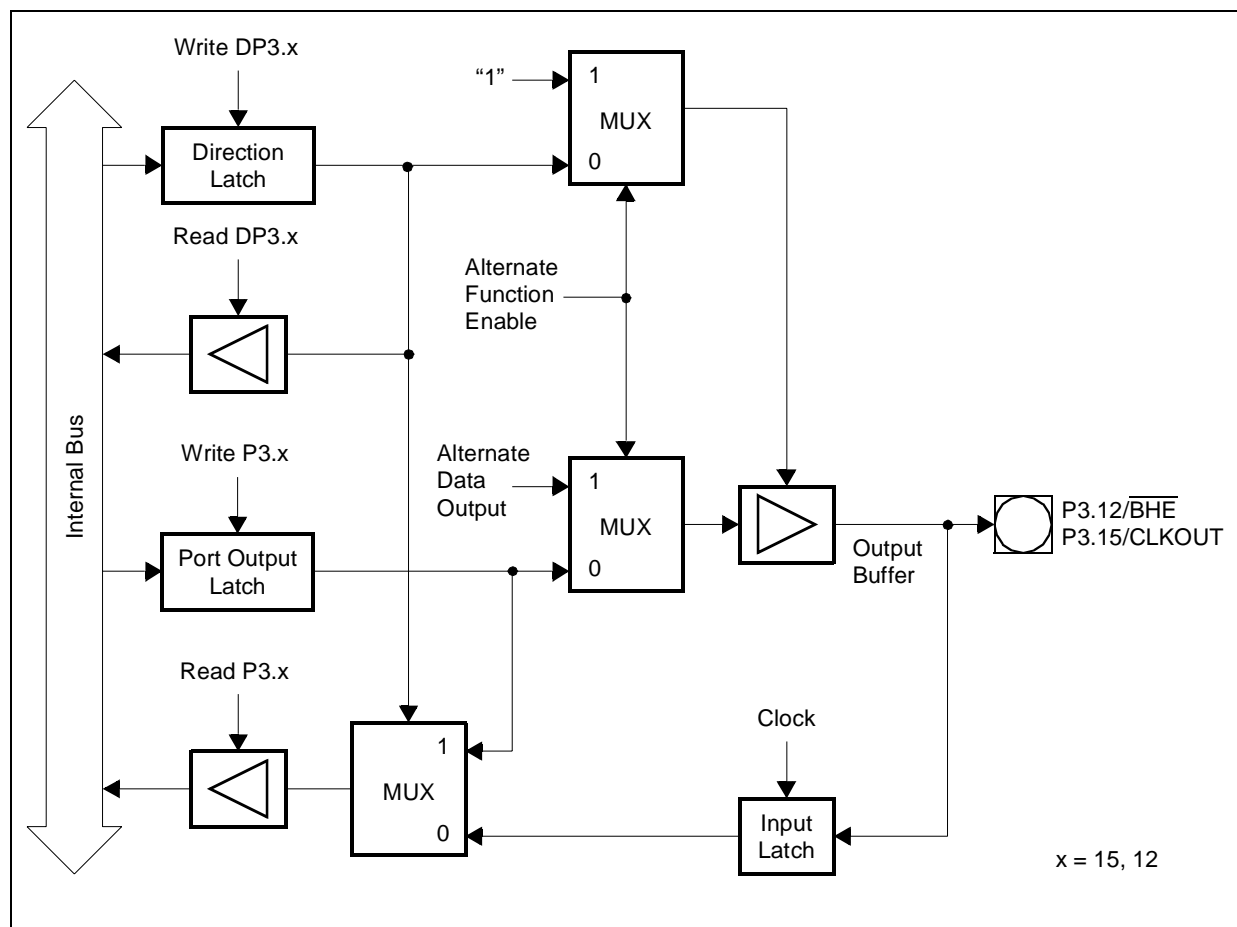 Write DP3.x
“1”
1
MUX
0
Direction
Latch
Read DP3.x
Alternate
Function
Enable
Internal Bus
Write P3.x
Alternate
Data
Output
1
MUX
0
P3.12/B̅H̅E̅
P3.15/CLKOUT
Output
Buffer
Port Output
Latch
Read P3.x
1
MUX
0
Clock
Input
Latch
x = 15, 12